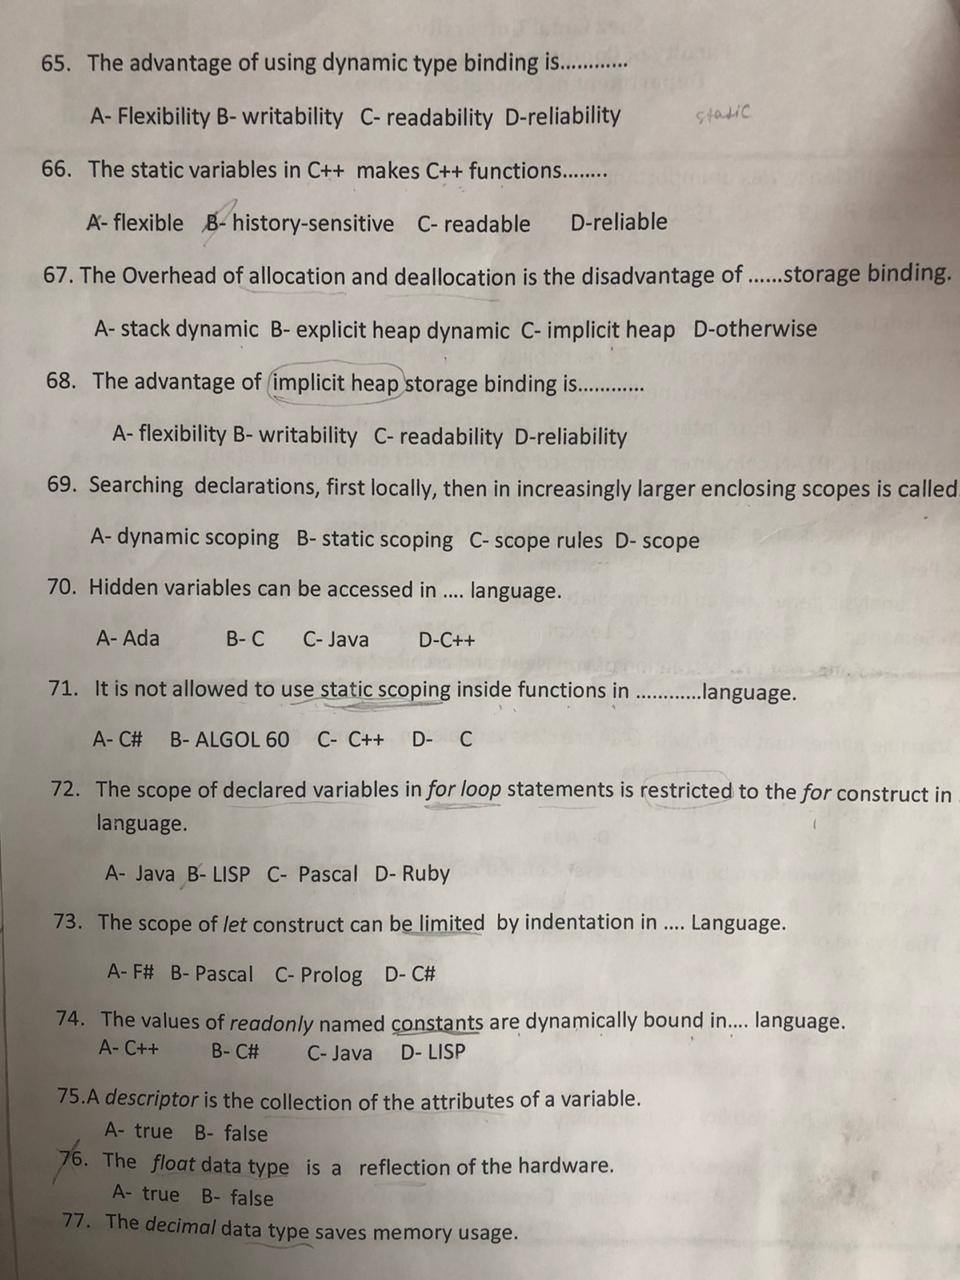 65. The advantage of using dynamic type binding is............
A- Flexibility B- writability C- readability D-reliability static
66. The static variables in C++ makes C++ functions........
A- flexible B- history-sensitive C- readable D-reliable
67. The Overhead of allocation and deallocation is the disadvantage of ......storage binding.
A- stack dynamic B- explicit heap dynamic C- implicit heap D-otherwise
68. The advantage of implicit heap storage binding is............
A- flexibility B- writability C- readability D-reliability
69. Searching declarations, first locally, then in increasingly larger enclosing scopes is called
A- dynamic scoping B- static scoping C- scope rules D- scope
70. Hidden variables can be accessed in .... language.
A- Ada B- C C- Java D-C++
71. It is not allowed to use static scoping inside functions in ............language.
A- C# B- ALGOL 60 C- C++ D- C
72. The scope of declared variables in for loop statements is restricted to the for construct in
language.
A- Java B- LISP C- Pascal D- Ruby
73. The scope of let construct can be limited by indentation in .... Language.
A- F# B- Pascal C- Prolog D- C#
74. The values of readonly named constants are dynamically bound in.... language.
A- C++ B- C# C- Java D- LISP
75.A descriptor is the collection of the attributes of a variable.
A- true B- false
76. The float data type is a reflection of the hardware.
A- true B- false
77. The decimal data type saves memory usage.